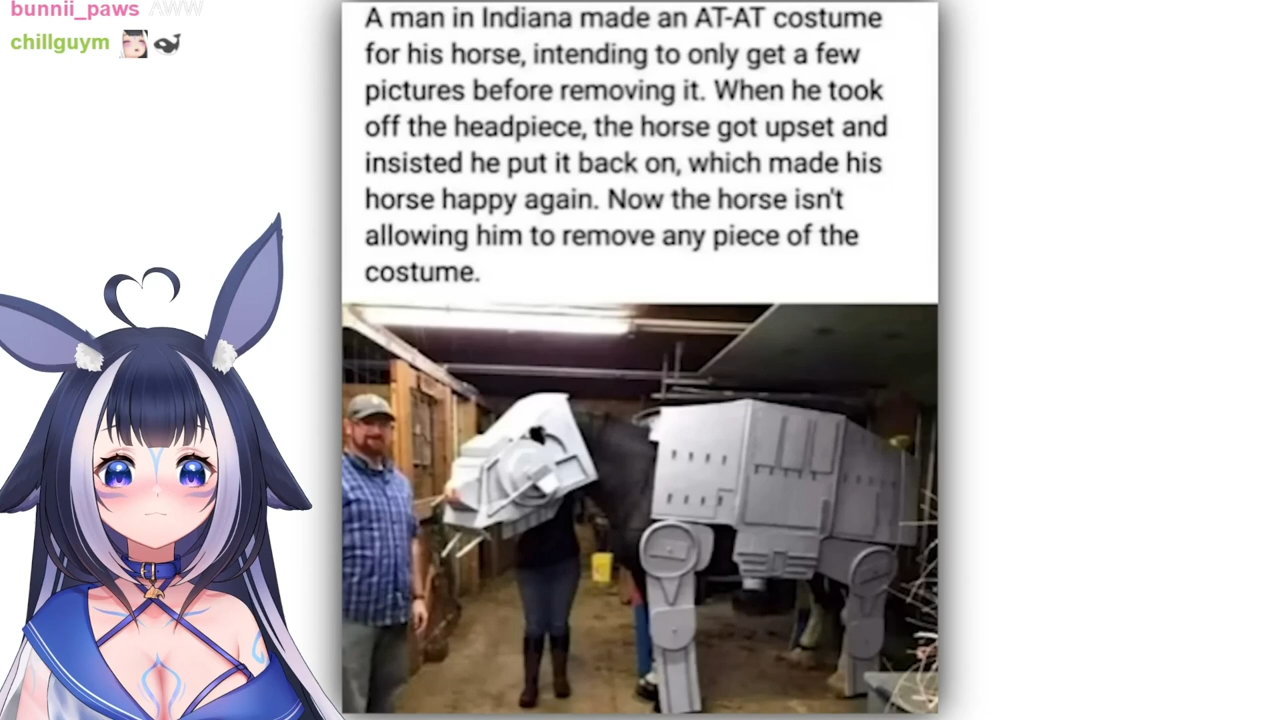 bunnii_paws AWW
chillguym
A man in Indiana made an AT-AT costume
for his horse, intending to only get a few
pictures before removing it. When he took
off the headpiece, the horse got upset and
insisted he put it back on, which made his
horse happy again. Now the horse isn't
allowing him to remove any piece of the
costume.